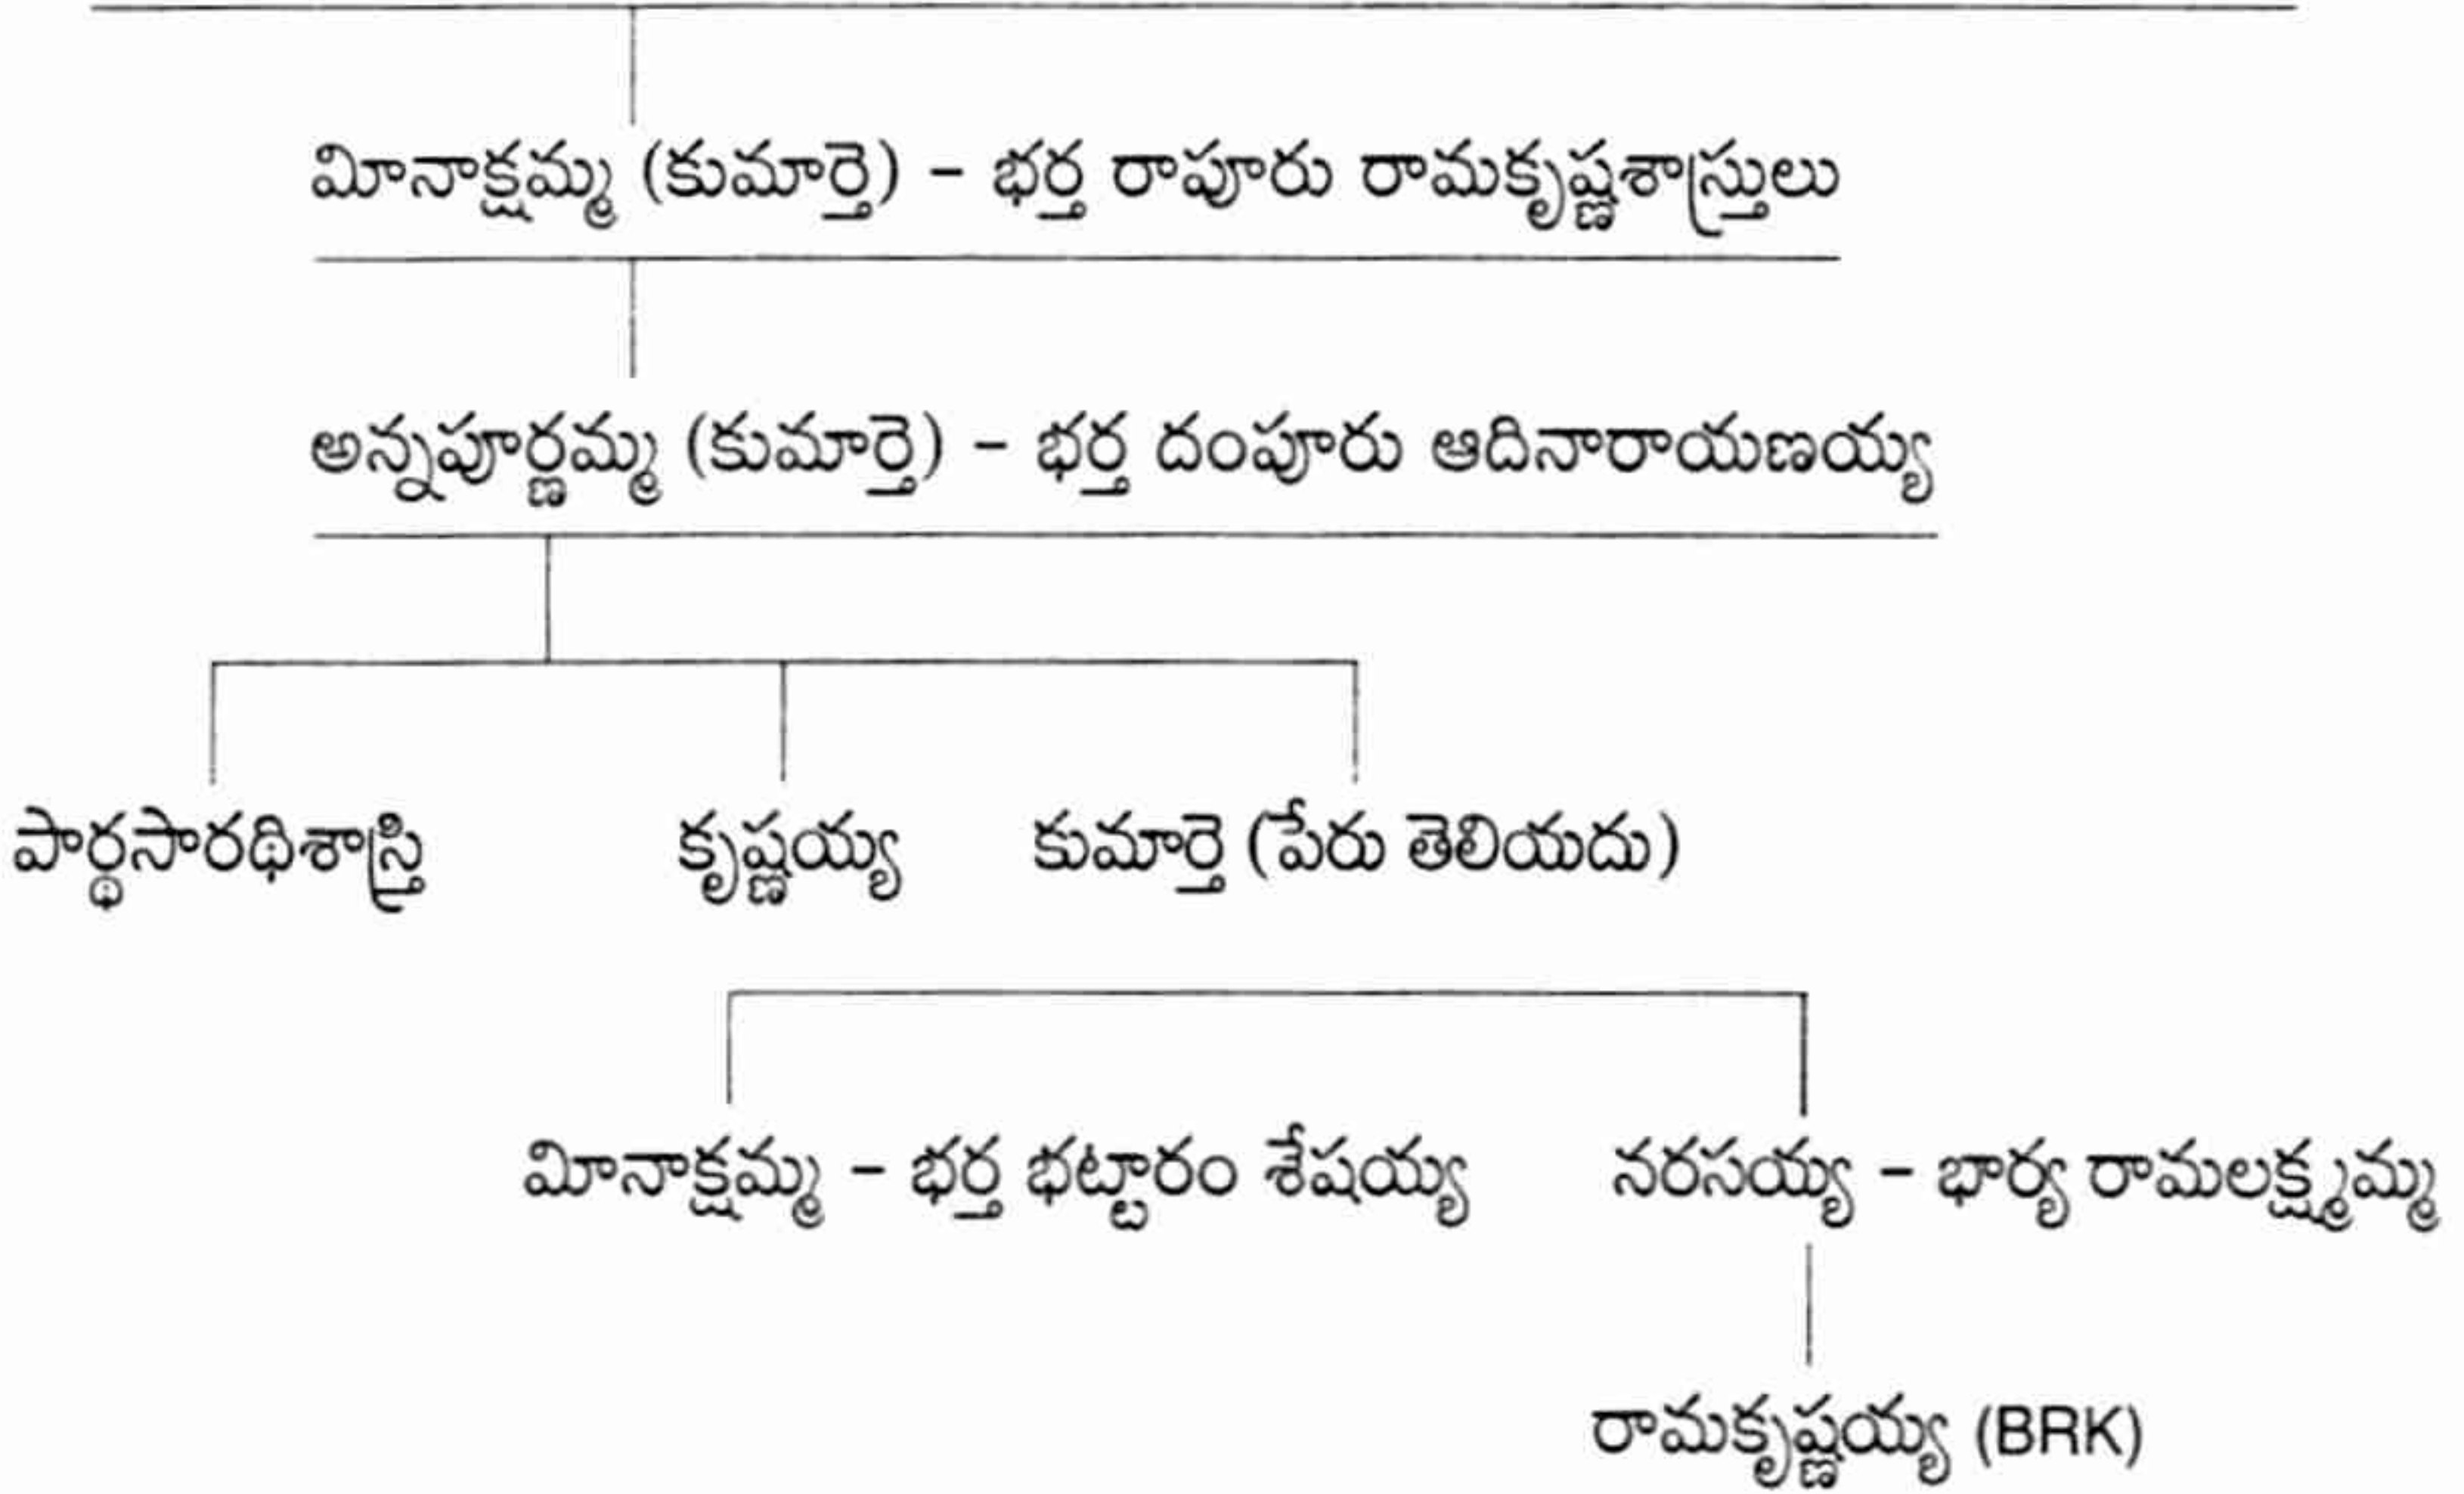 మీనాక్షమ్మ (కుమార్తె) – భర్త రాపూరు రామకృష్ణశాస్త్రులు
అన్నపూర్ణమ్మ (కుమార్తె) – భర్త దంపూరు ఆదినారాయణయ్య
పార్థసారథిశాస్త్రి కృష్ణయ్య కుమార్తె (పేరు తెలియదు)
మీనాక్షమ్మ – భర్త భట్టారం శేషయ్య నరసయ్య – భార్య రామలక్ష్మమ్మ
రామకృష్ణయ్య (BRK)